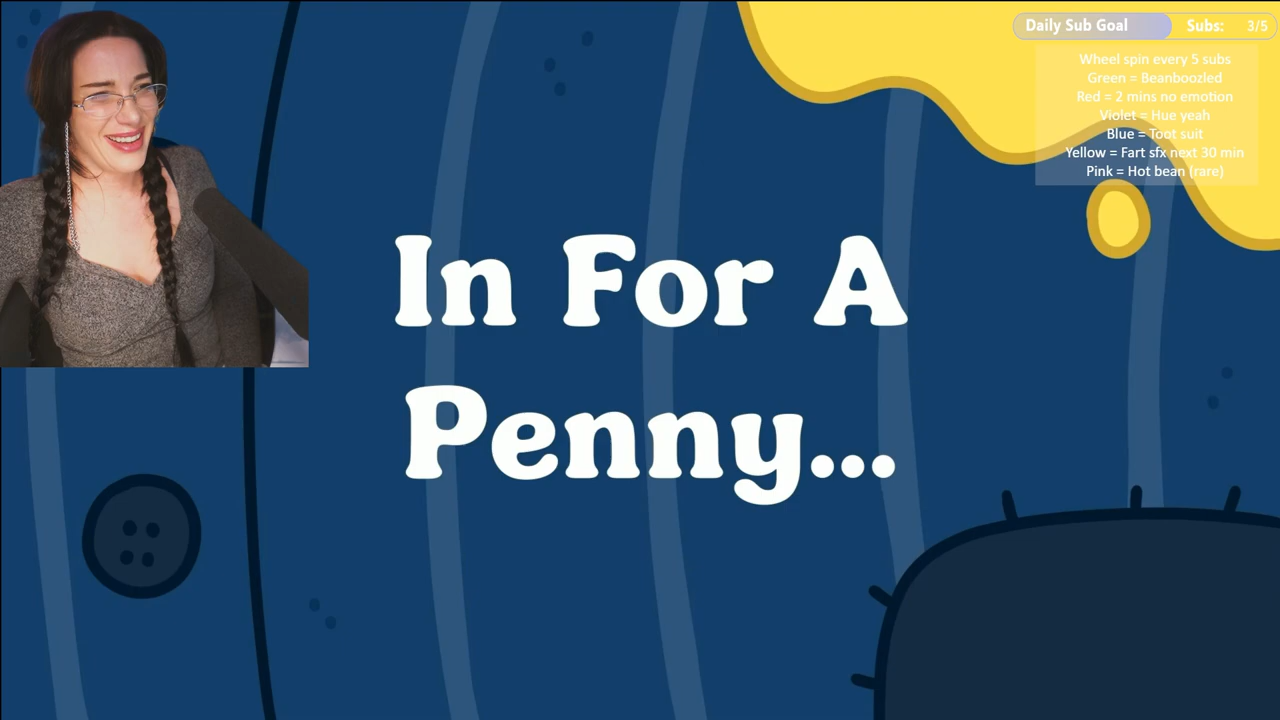 Daily Sub Goal Subs: 3/5
Wheel spin every 5 subs
Green = Beanboozled
Red = 2 mins no emotion
Violet = Hue yeah
Blue = Toot suit
Yellow = Fart sfx next 30 min
Pink = Hot bean (rare)
In For A
Penny...